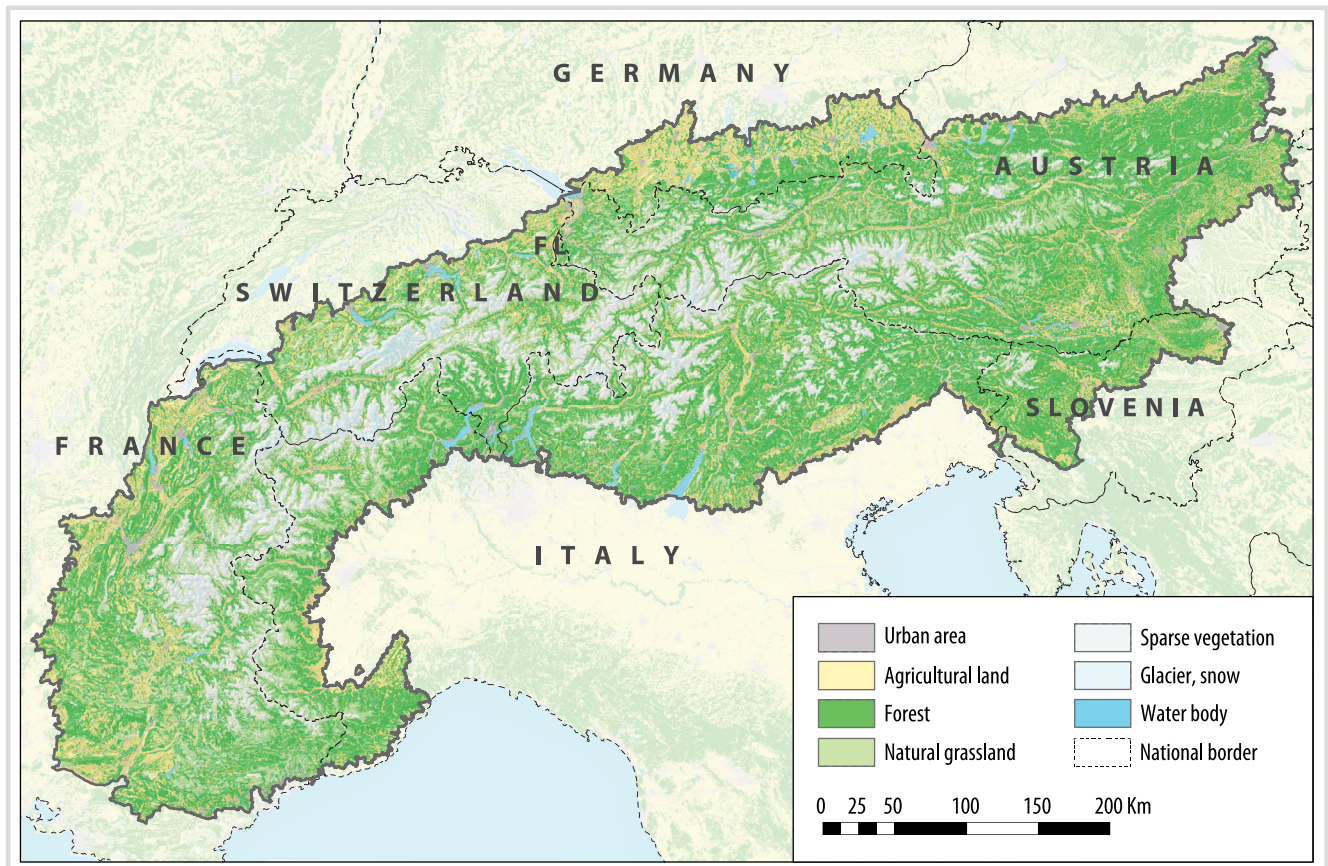 GERMANY
AUSTRIA
FL
SWITZERLAND
SLOVENIA
FRANCE
ITALY
Urban area
Agricultural land
Forest
Natural grassland
Sparse vegetation
Glacier, snow
Water body
National border
0 25 50 100 150 200 Km